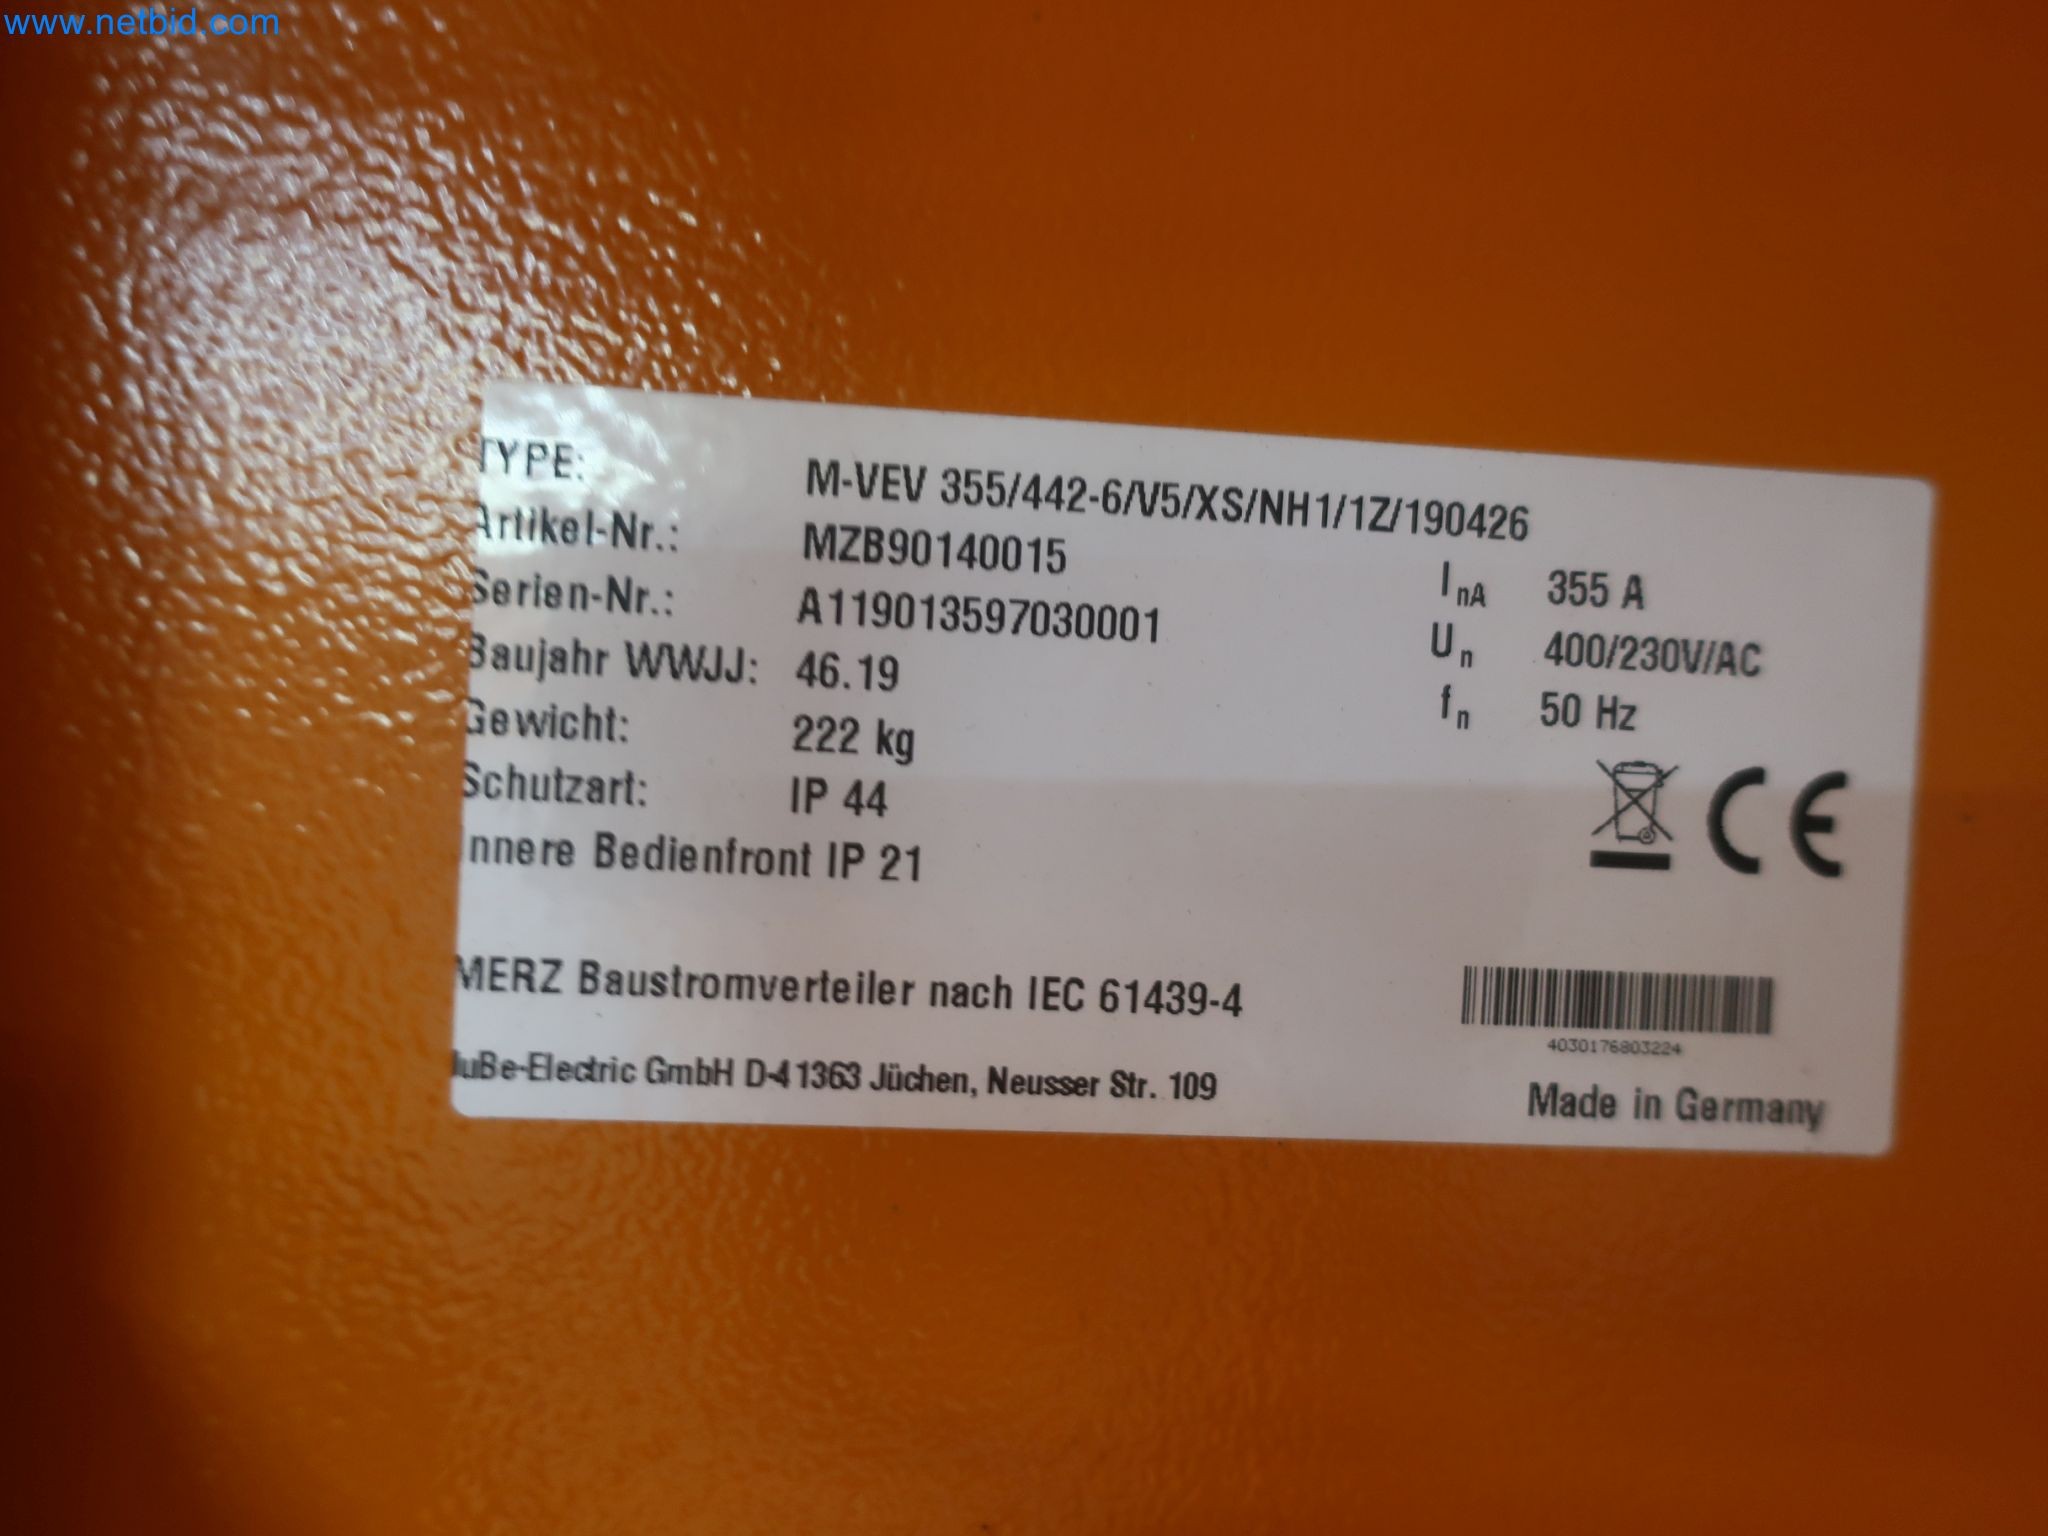 www.netbid.com
TYPE: M-VEV 355/442-6/V5/XS/NH1/1Z/190426
Artikel-Nr.: MZB90140015
Serien-Nr.: A119013597030001
Baujahr WWJJ: 46.19
Gewicht: 222 kg
Schutzart: IP 44
Innere Bedienfront IP 21
InA 355 A
Un 400/230V/AC
fn 50 Hz
CE
MERZ Baustromverteiler nach IEC 61439-4
4030176803224
GmbH D-41363 Jüchen, Neusser Str. 109
Made in Germany